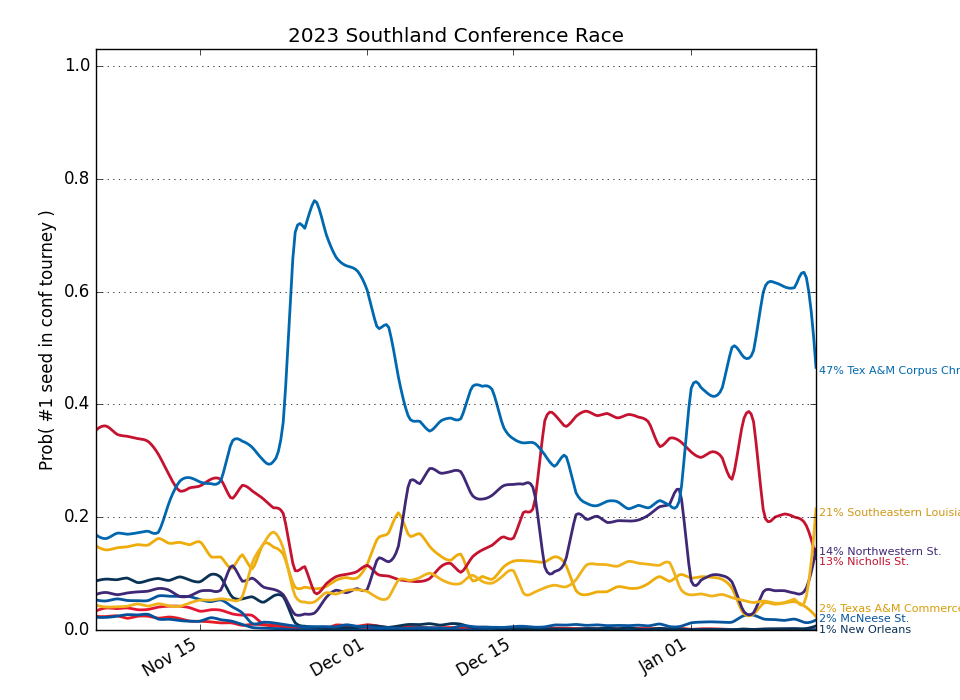 2023 Southland Conference Race
Prob( #1 seed in conf tourney )
1.0
0.8
0.6
0.4
0.2
0.0
Nov 15
Dec 01
Dec 15
Jan 01
47% Tex A&M Corpus Chr
21% Southeastern Louisia
14% Northwestern St.
13% Nicholls St.
2% Texas A&M Commerce
2% McNeese St.
1% New Orleans